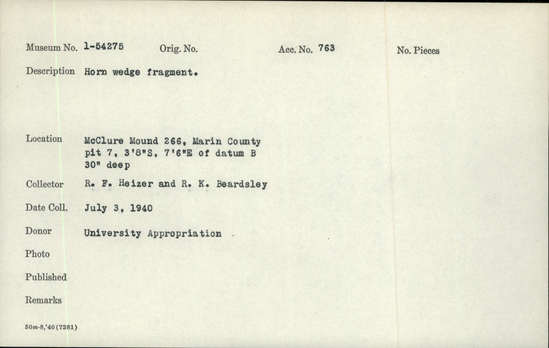 Museum No. 1-54275 Orig. No. Acc. No. 763 No. Pieces
Description Horn wedge fragment.
Location McClure Mound 266, Marin County
pit 7, 3'8"S, 7'6"E of datum B
30" deep
Collector R. F. Heizer and R. K. Beardsley
Date Coll. July 3, 1940
Donor University Appropriation
Photo
Published
Remarks
50m-8,'40(7381)